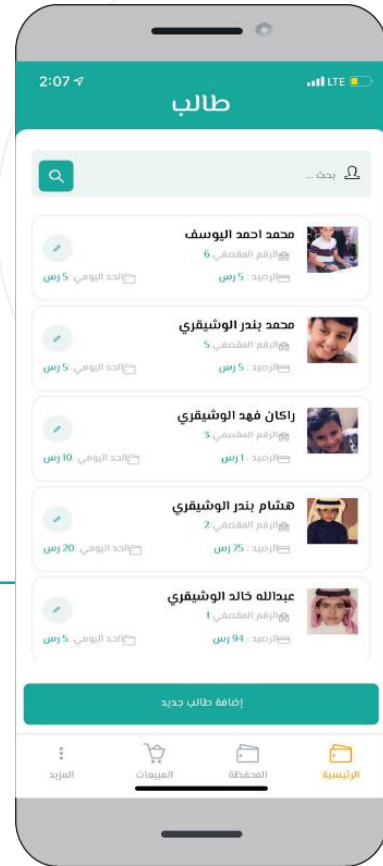 2:07 LTE
طالب
بحث ...
محمد احمد اليوسف
الرقم المقصفي: 6
الرصيد : 5 رس الحد اليومي :5 رس
محمد بندر الوشيقري
الرقم المقصفي: 5
الرصيد : 5 رس الحد اليومي :5 رس
راكان فهد الوشيقري
الرقم المقصفي: 3
الرصيد : 1 رس الحد اليومي :10 رس
هشام بندر الوشيقري
الرقم المقصفي: 2
الرصيد : 75 رس الحد اليومي :20 رس
عبدالله خالد الوشيقري
الرقم المقصفي: 1
الرصيد : 94 رس الحد اليومي :5 رس
إضافة طالب جديد
الرئيسية المحفظة المبيعات المزيد